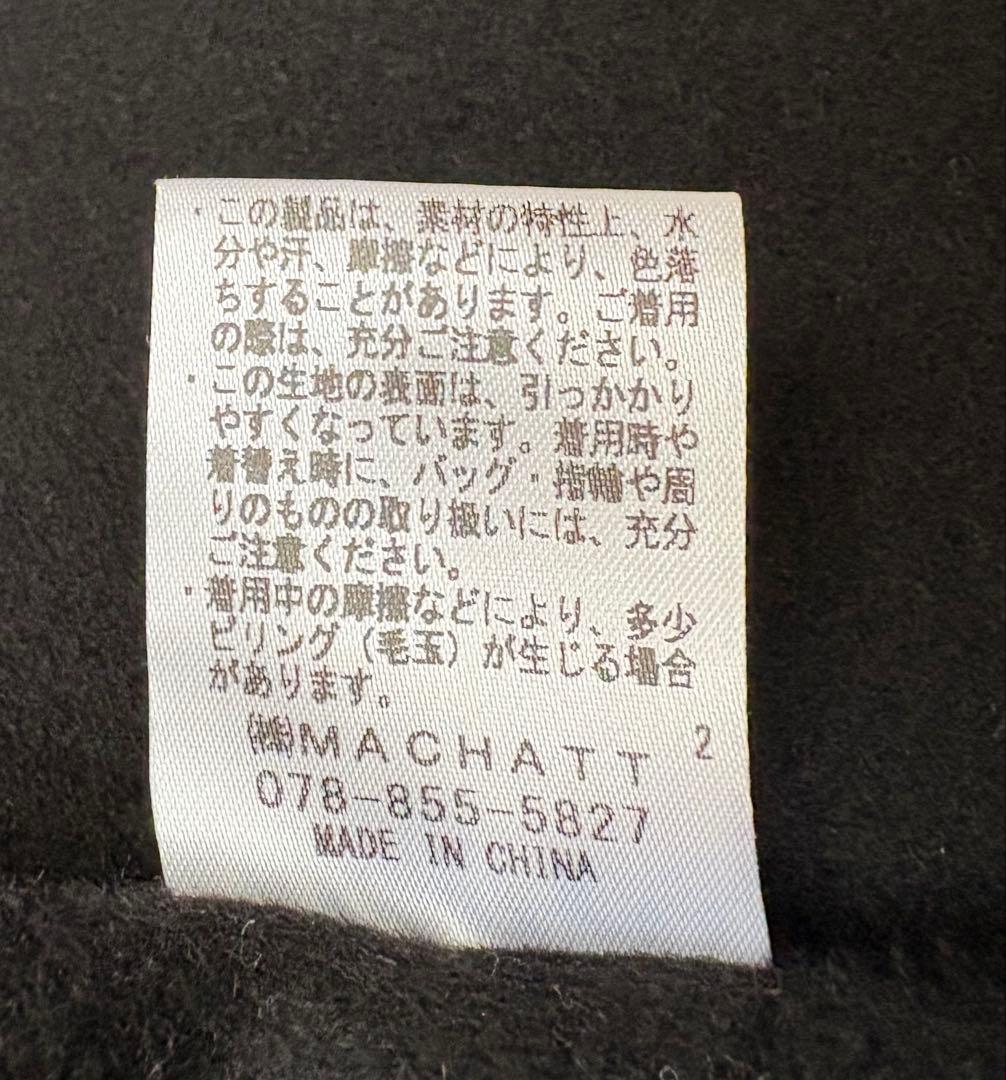 ・この製品は、素材の特性上、水
分や汗、摩擦などにより、色落
ちすることがあります。ご着用
の際は、充分ご注意ください。
・この生地の表面は、引っかかり
やすくなっています。着用時や
着替え時に、バッグ・指輪や周
りのものの取り扱いには、充分
ご注意ください。
・着用中の摩擦などにより、多少
ピリング（毛玉）が生じる場合
があります。
㈱MACHATT 2
078-855-5827
MADE IN CHINA